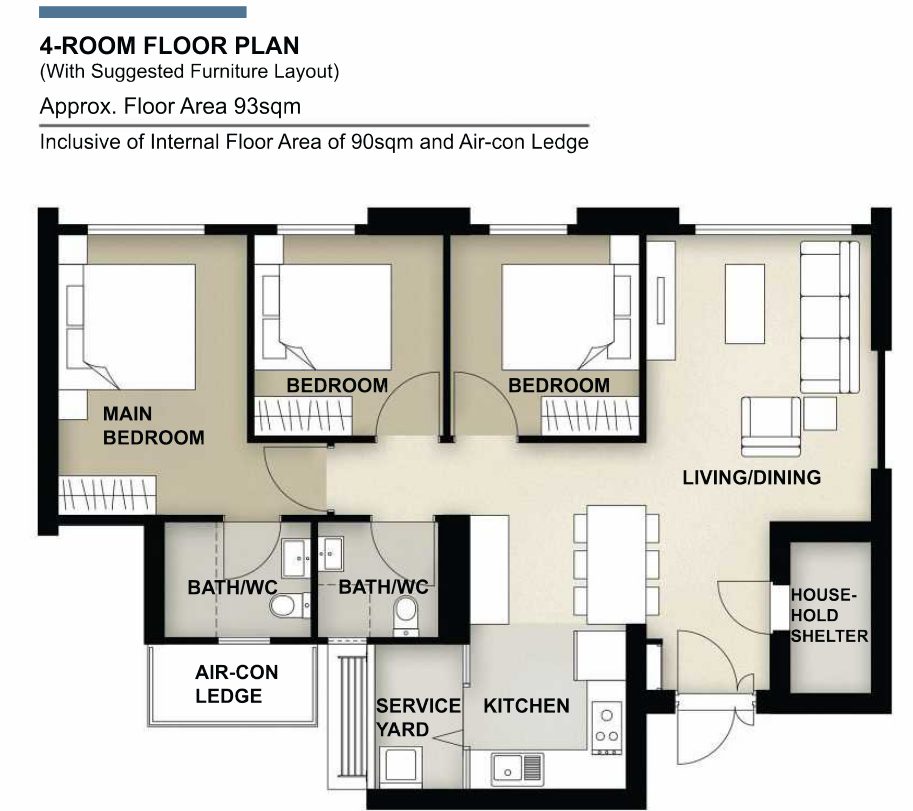 4-ROOM FLOOR PLAN
(With Suggested Furniture Layout)
Approx. Floor Area 93sqm
Inclusive of Internal Floor Area of 90sqm and Air-con Ledge
BEDROOM
BEDROOM
MAIN
BEDROOM
LIVING/DINING
BATH/WC
BATH/WC
HOUSE-
HOLD
SHELTER
AIR-CON
LEDGE
SERVICE
YARD
KITCHEN